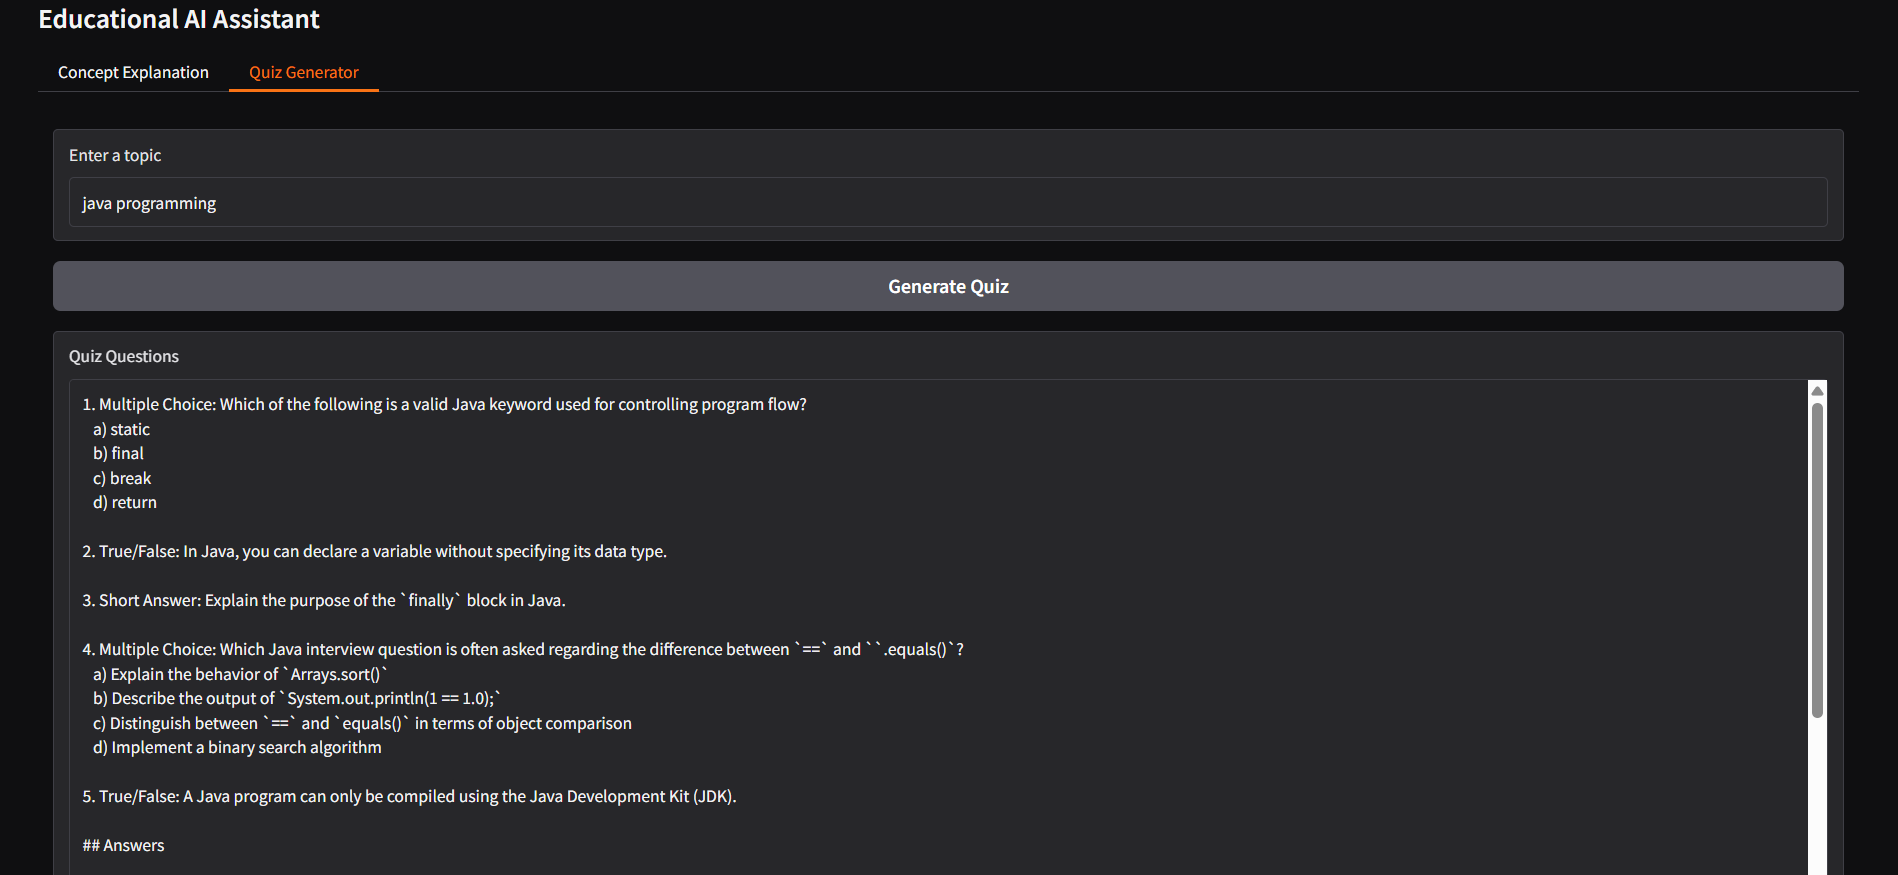 Educational AI Assistant
Concept Explanation
Quiz Generator
Enter a topic
java programming
Generate Quiz
Quiz Questions
1. Multiple Choice: Which of the following is a valid Java keyword used for controlling program flow?
a) static
b) final
c) break
d) return
2. True/False: In Java, you can declare a variable without specifying its data type.
3. Short Answer: Explain the purpose of the `finally` block in Java.
4. Multiple Choice: Which Java interview question is often asked regarding the difference between `==` and ``.equals()`?
a) Explain the behavior of `Arrays.sort()`
b) Describe the output of `System.out.println(1 == 1.0);`
c) Distinguish between `==` and `equals()` in terms of object comparison
d) Implement a binary search algorithm
5. True/False: A Java program can only be compiled using the Java Development Kit (JDK).
## Answers